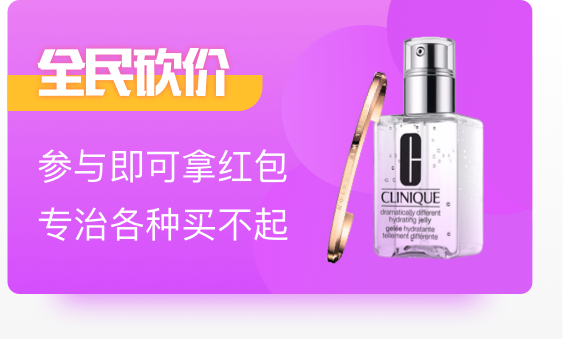 全民砍价
参与即可拿红包
专治各种买不起
C
CLINIQUE
dramatically different
hydrating jelly
gelée hydratante
tellement différente